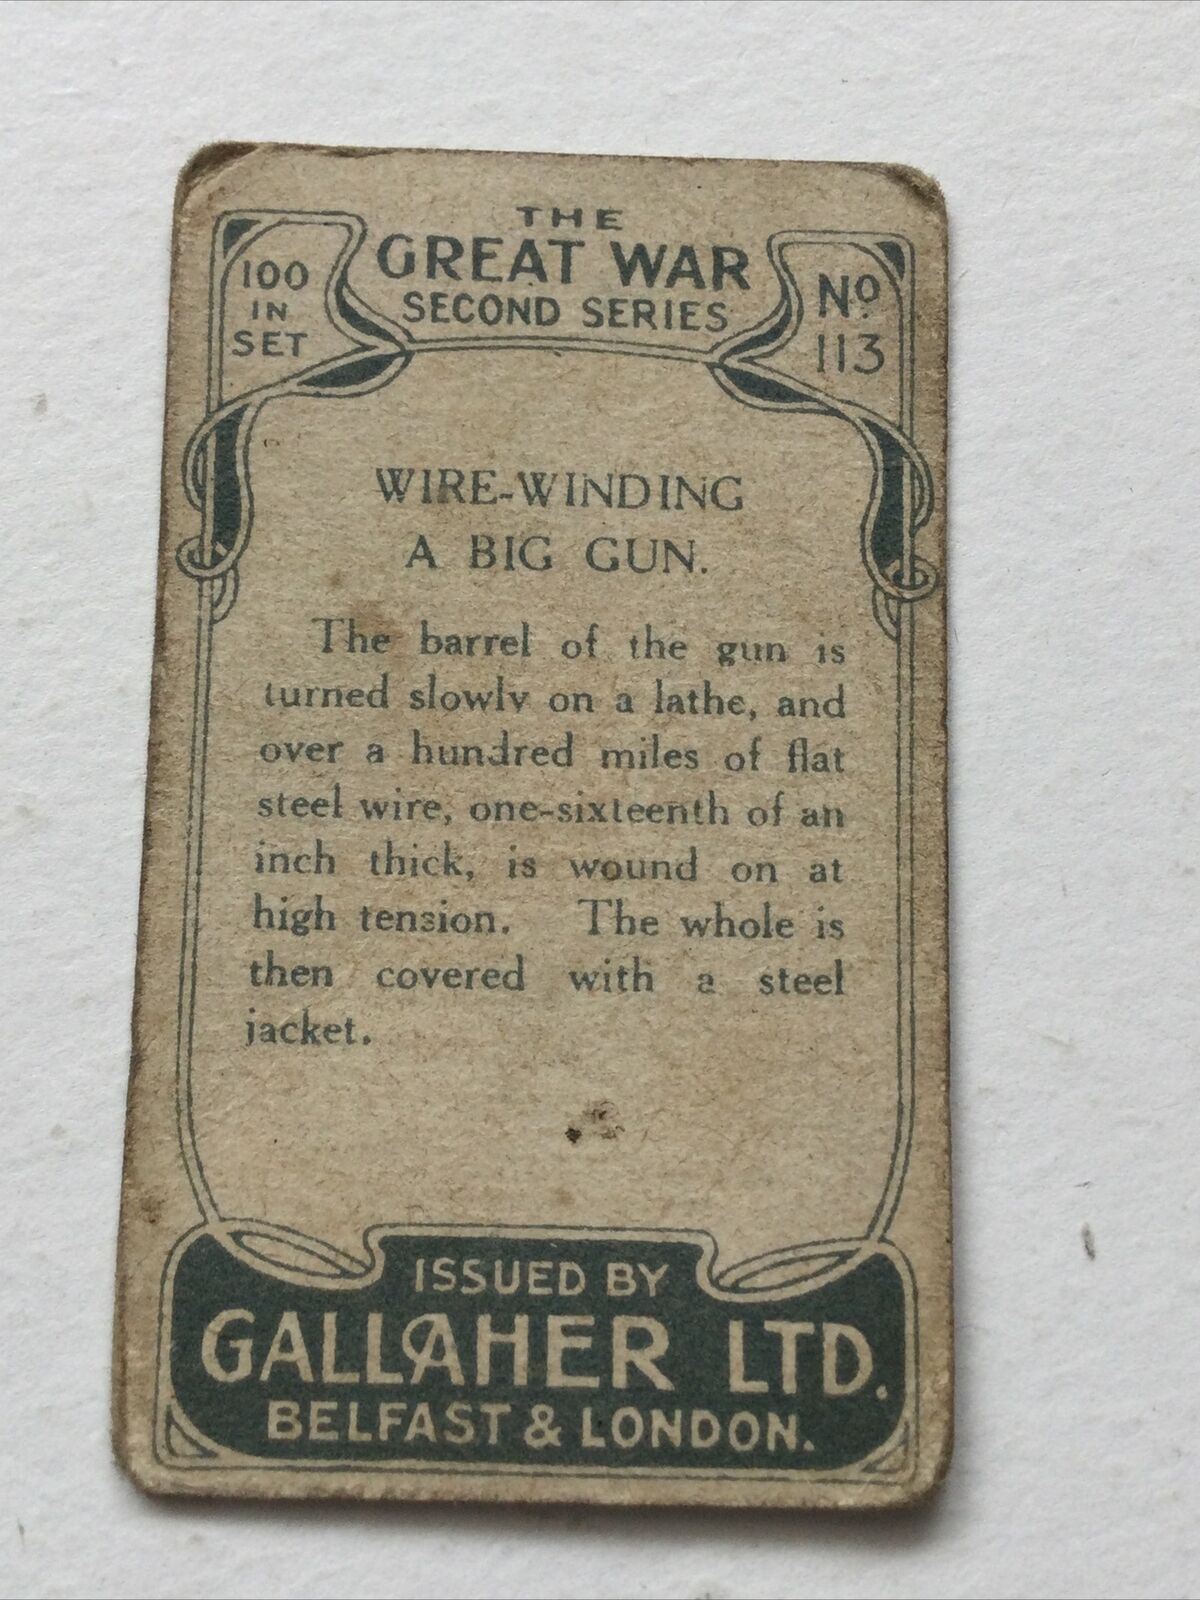 THE
GREAT WAR
SECOND SERIES
100
IN
SET
No
113
WIRE-WINDING
A BIG GUN.
The barrel of the gun is
turned slowly on a lathe, and
over a hundred miles of flat
steel wire, one-sixteenth of an
inch thick, is wound on at
high tension. The whole is
then covered with a steel
jacket.
ISSUED BY
GALLAHER LTD.
BELFAST & LONDON.